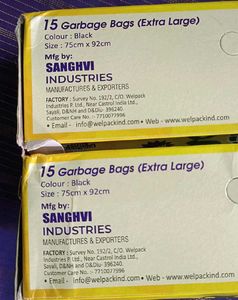 15 Garbage Bags (Extra Large)
Colour : Black
Size : 75cm x 92cm
Mfg by:
SANGHVI
INDUSTRIES
MANUFACTURES & EXPORTERS
FACTORY : Survey No. 192/2, C/O. Welpack
Industries P. Ltd., Near Castrol India Ltd.,
Sayali, D&NH and D&Diu- 396240.
Customer Care No. :- 7710077996
• Email - info@welpackind.com • Web - www.welpackind.com
15 Garbage Bags (Extra Large)
Colour : Black
Size : 75cm x 92cm
Mfg by:
SANGHVI
INDUSTRIES
MANUFACTURES & EXPORTERS
FACTORY : Survey No. 192/2, C/O. Welpack
Industries P. Ltd., Near Castrol India Ltd.,
Sayali, D&NH and D&Diu- 396240.
Customer Care No. :- 7710077996
• Email - info@welpackind.com • Web - www.welpackind.com